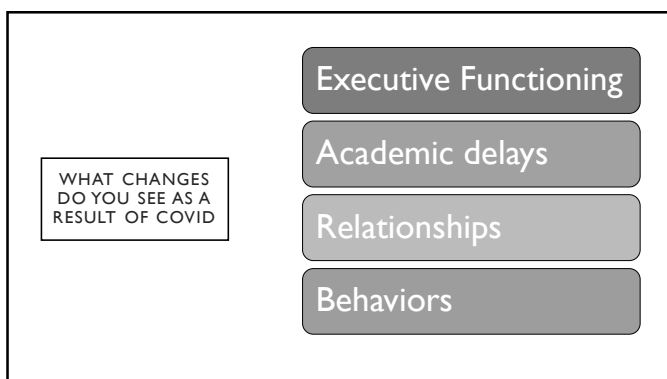 WHAT CHANGES
DO YOU SEE AS A
RESULT OF COVID
Executive Functioning
Academic delays
Relationships
Behaviors